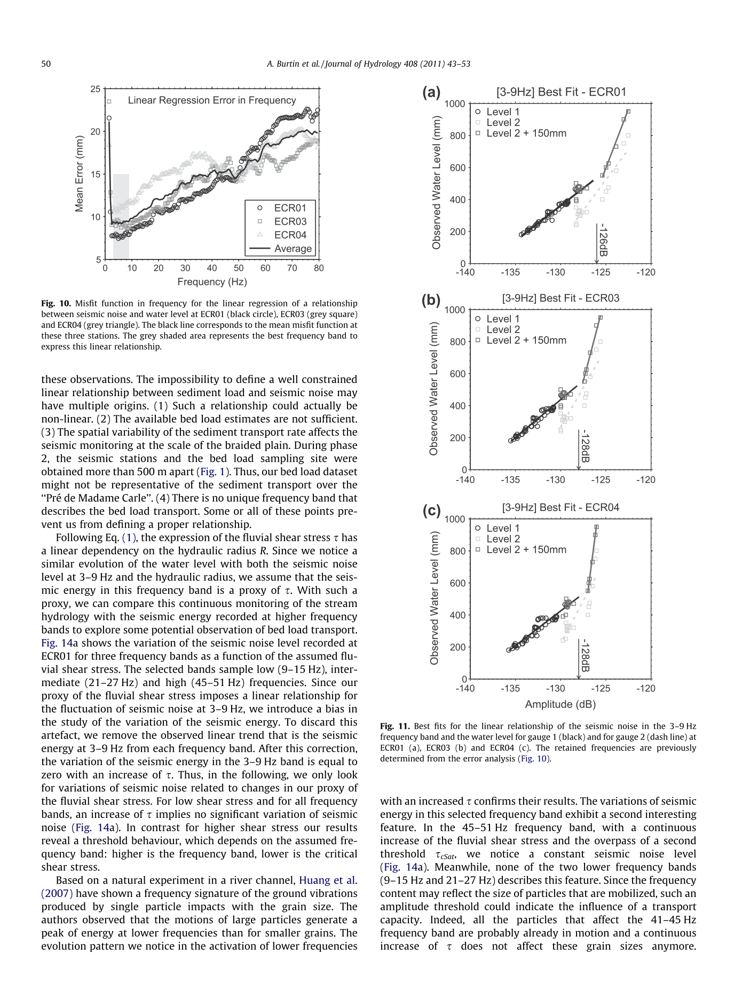 50
A. Burtin et al. / Journal of Hydrology 408 (2011) 43–53
25
20
15
10
5
Mean Error (mm)
Linear Regression Error in Frequency
ECR01
ECR03
ECR04
Average
0 10 20 30 40 50 60 70 80
Frequency (Hz)
Fig. 10. Misfit function in frequency for the linear regression of a relationship
between seismic noise and water level at ECR01 (black circle), ECR03 (grey square)
and ECR04 (grey triangle). The black line corresponds to the mean misfit function at
these three stations. The grey shaded area represents the best frequency band to
express this linear relationship.
these observations. The impossibility to define a well constrained
linear relationship between sediment load and seismic noise may
have multiple origins. (1) Such a relationship could actually be
non-linear. (2) The available bed load estimates are not sufficient.
(3) The spatial variability of the sediment transport rate affects the
seismic monitoring at the scale of the braided plain. During phase
2, the seismic stations and the bed load sampling site were
obtained more than 500 m apart (Fig. 1). Thus, our bed load dataset
might not be representative of the sediment transport over the
‘‘Pré de Madame Carle’’. (4) There is no unique frequency band that
describes the bed load transport. Some or all of these points pre-
vent us from defining a proper relationship.
Following Eq. (1), the expression of the fluvial shear stress τ has
a linear dependency on the hydraulic radius R. Since we notice a
similar evolution of the water level with both the seismic noise
level at 3–9 Hz and the hydraulic radius, we assume that the seis-
mic energy in this frequency band is a proxy of τ. With such a
proxy, we can compare this continuous monitoring of the stream
hydrology with the seismic energy recorded at higher frequency
bands to explore some potential observation of bed load transport.
Fig. 14a shows the variation of the seismic noise level recorded at
ECR01 for three frequency bands as a function of the assumed flu-
vial shear stress. The selected bands sample low (9–15 Hz), inter-
mediate (21–27 Hz) and high (45–51 Hz) frequencies. Since our
proxy of the fluvial shear stress imposes a linear relationship for
the fluctuation of seismic noise at 3–9 Hz, we introduce a bias in
the study of the variation of the seismic energy. To discard this
artefact, we remove the observed linear trend that is the seismic
energy at 3–9 Hz from each frequency band. After this correction,
the variation of the seismic energy in the 3–9 Hz band is equal to
zero with an increase of τ. Thus, in the following, we only look
for variations of seismic noise related to changes in our proxy of
the fluvial shear stress. For low shear stress and for all frequency
bands, an increase of τ implies no significant variation of seismic
noise (Fig. 14a). In contrast for higher shear stress our results
reveal a threshold behaviour, which depends on the assumed fre-
quency band: higher is the frequency band, lower is the critical
shear stress.
Based on a natural experiment in a river channel, Huang et al.
(2007) have shown a frequency signature of the ground vibrations
produced by single particle impacts with the grain size. The
authors observed that the motions of large particles generate a
peak of energy at lower frequencies than for smaller grains. The
evolution pattern we notice in the activation of lower frequencies
(a) [3-9Hz] Best Fit - ECR01
1000
800
600
400
200
0
Observed Water Level (mm)
Level 1
Level 2
Level 2 + 150mm
-126dB
-140 -135 -130 -125 -120
(b) [3-9Hz] Best Fit - ECR03
1000
800
600
400
200
0
Observed Water Level (mm)
Level 1
Level 2
Level 2 + 150mm
-128dB
-140 -135 -130 -125 -120
(c) [3-9Hz] Best Fit - ECR04
1000
800
600
400
200
0
Observed Water Level (mm)
Level 1
Level 2
Level 2 + 150mm
-128dB
-140 -135 -130 -125 -120
Amplitude (dB)
Fig. 11. Best fits for the linear relationship of the seismic noise in the 3–9 Hz
frequency band and the water level for gauge 1 (black) and for gauge 2 (dash line) at
ECR01 (a), ECR03 (b) and ECR04 (c). The retained frequencies are previously
determined from the error analysis (Fig. 10).
with an increased τ confirms their results. The variations of seismic
energy in this selected frequency band exhibit a second interesting
feature. In the 45–51 Hz frequency band, with a continuous
increase of the fluvial shear stress and the overpass of a second
threshold τcSat, we notice a constant seismic noise level
(Fig. 14a). Meanwhile, none of the two lower frequency bands
(9–15 Hz and 21–27 Hz) describes this feature. Since the frequency
content may reflect the size of particles that are mobilized, such an
amplitude threshold could indicate the influence of a transport
capacity. Indeed, all the particles that affect the 41–45 Hz
frequency band are probably already in motion and a continuous
increase of τ does not affect these grain sizes anymore.